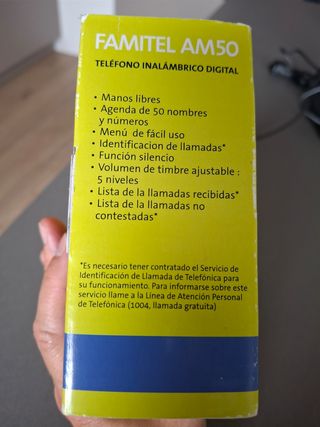 FAMITEL AM50
TELÉFONO INALÁMBRICO DIGITAL
• Manos libres
• Agenda de 50 nombres
y números
• Menú de fácil uso
• Identificacion de llamadas*
• Función silencio
• Volumen de timbre ajustable :
5 niveles
• Lista de la llamadas recibidas*
• Lista de la llamadas no
contestadas*
*Es necesario tener contratado el Servicio de
Identificación de Llamada de Telefónica para
su funcionamiento. Para informarse sobre este
servicio llame a la Línea de Atención Personal
de Telefónica (1004, llamada gratuita)